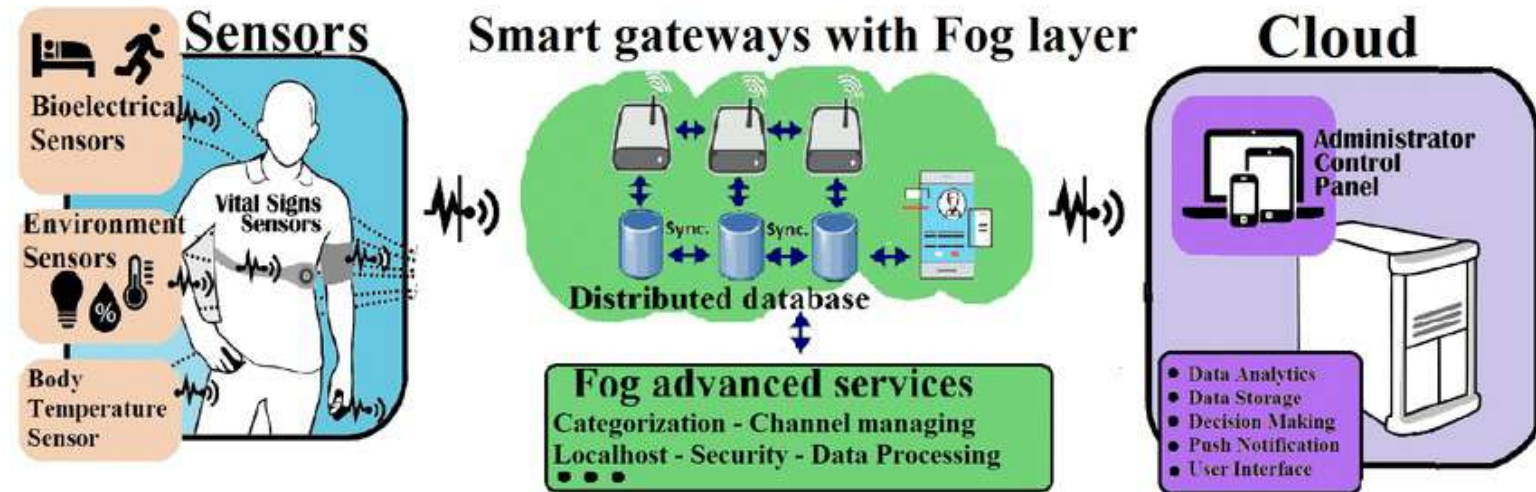 Sensors
Bioelectrical
Sensors
Vital Signs
Sensors
Environment
Sensors
%
Body
Temperature
Sensor
Smart gateways with Fog layer
Sync.
Sync.
Distributed database
Fog advanced services
Categorization - Channel managing
Localhost - Security - Data Processing
• • •
Cloud
Administrator
Control
Panel
• Data Analytics
• Data Storage
• Decision Making
• Push Notification
• User Interface